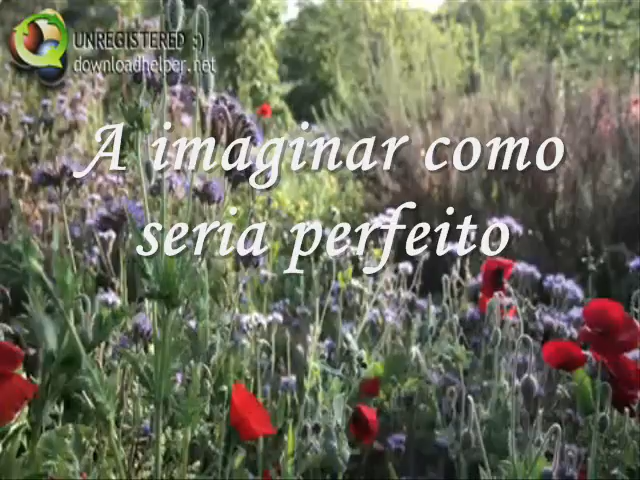 UNREGISTERED :)
downloadhelper.net
A imaginar como
seria perfeito